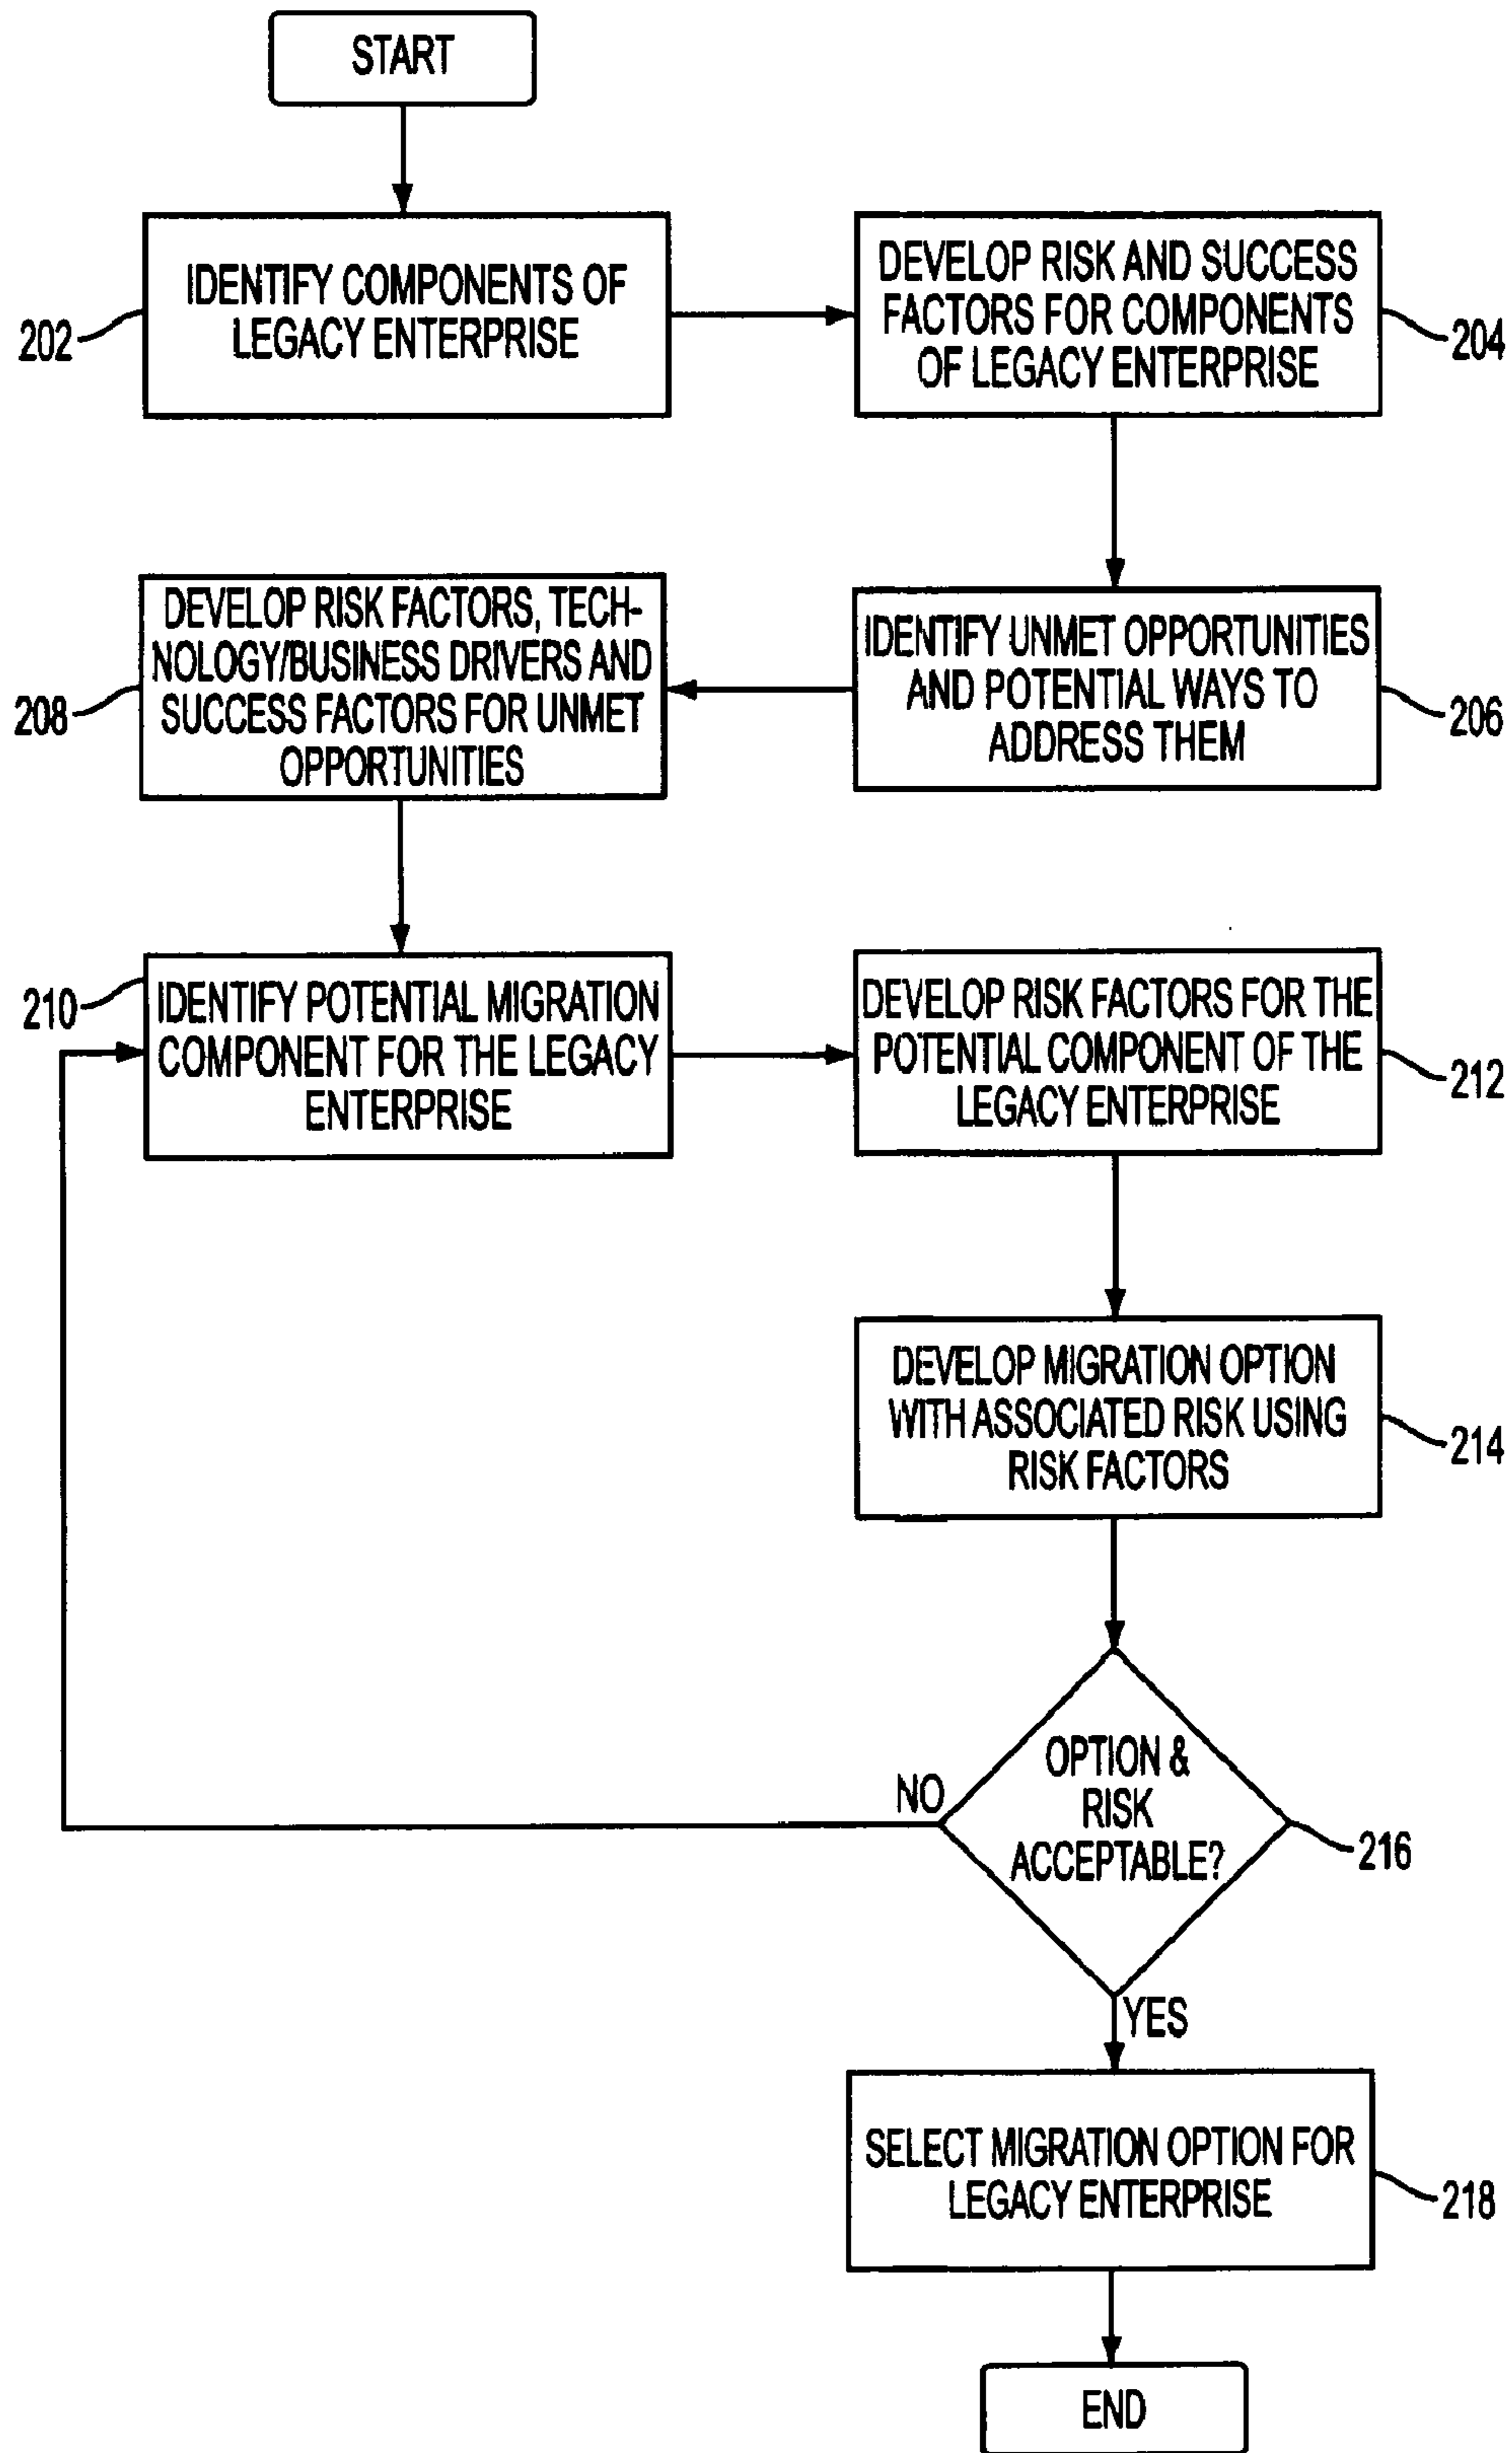 START
IDENTIFY COMPONENTS OF
LEGACY ENTERPRISE
202
DEVELOP RISK AND SUCCESS
FACTORS FOR COMPONENTS
OF LEGACY ENTERPRISE
204
IDENTIFY UNMET OPPORTUNITIES
AND POTENTIAL WAYS TO
ADDRESS THEM
206
DEVELOP RISK FACTORS, TECH-
NOLOGY/BUSINESS DRIVERS AND
SUCCESS FACTORS FOR UNMET
OPPORTUNITIES
208
210
IDENTIFY POTENTIAL MIGRATION
COMPONENT FOR THE LEGACY
ENTERPRISE
DEVELOP RISK FACTORS FOR THE
POTENTIAL COMPONENT OF THE
LEGACY ENTERPRISE
212
DEVELOP MIGRATION OPTION
WITH ASSOCIATED RISK USING
RISK FACTORS
214
OPTION &
RISK
ACCEPTABLE?
NO
216
YES
SELECT MIGRATION OPTION FOR
LEGACY ENTERPRISE
218
END